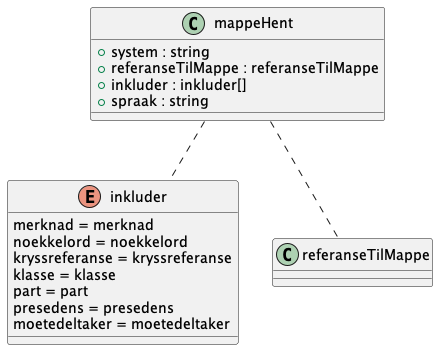 C mappeHent
system : string
referanseTilMappe : referanseTilMappe
inkluder : inkluder[]
spraak : string
E inkluder
merknad = merknad
noekkelord = noekkelord
kryssreferanse = kryssreferanse
klasse = klasse
part = part
presedens = presedens
moetedeltaker = moetedeltaker
C referanseTilMappe